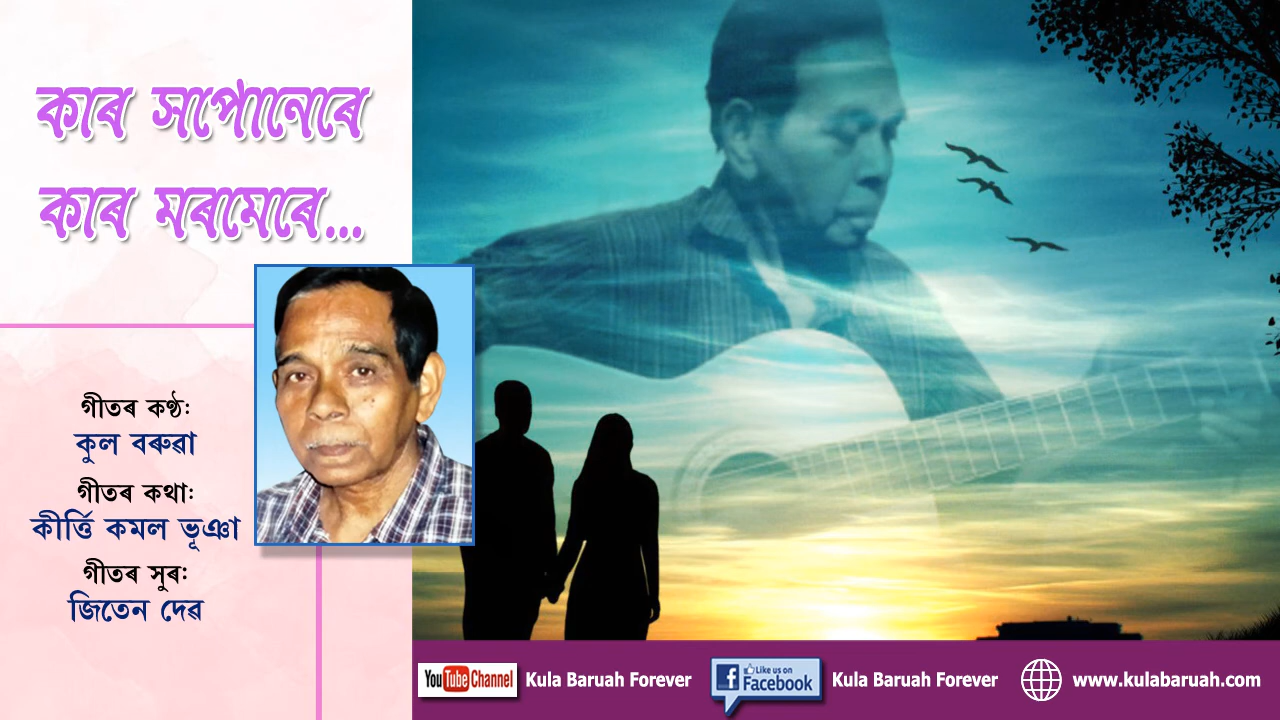 কাৰ সপোনেৰে
কাৰ মৰমেৰে...
গীতৰ কণ্ঠ:
কুল বৰুৱা
গীতৰ কথা:
কীৰ্ত্তি কমল ভূঞা
গীতৰ সুৰ:
জিতেন দেৱ
YouTube Channel
Kula Baruah Forever
Like us on
Facebook
Kula Baruah Forever
www.kulabaruah.com